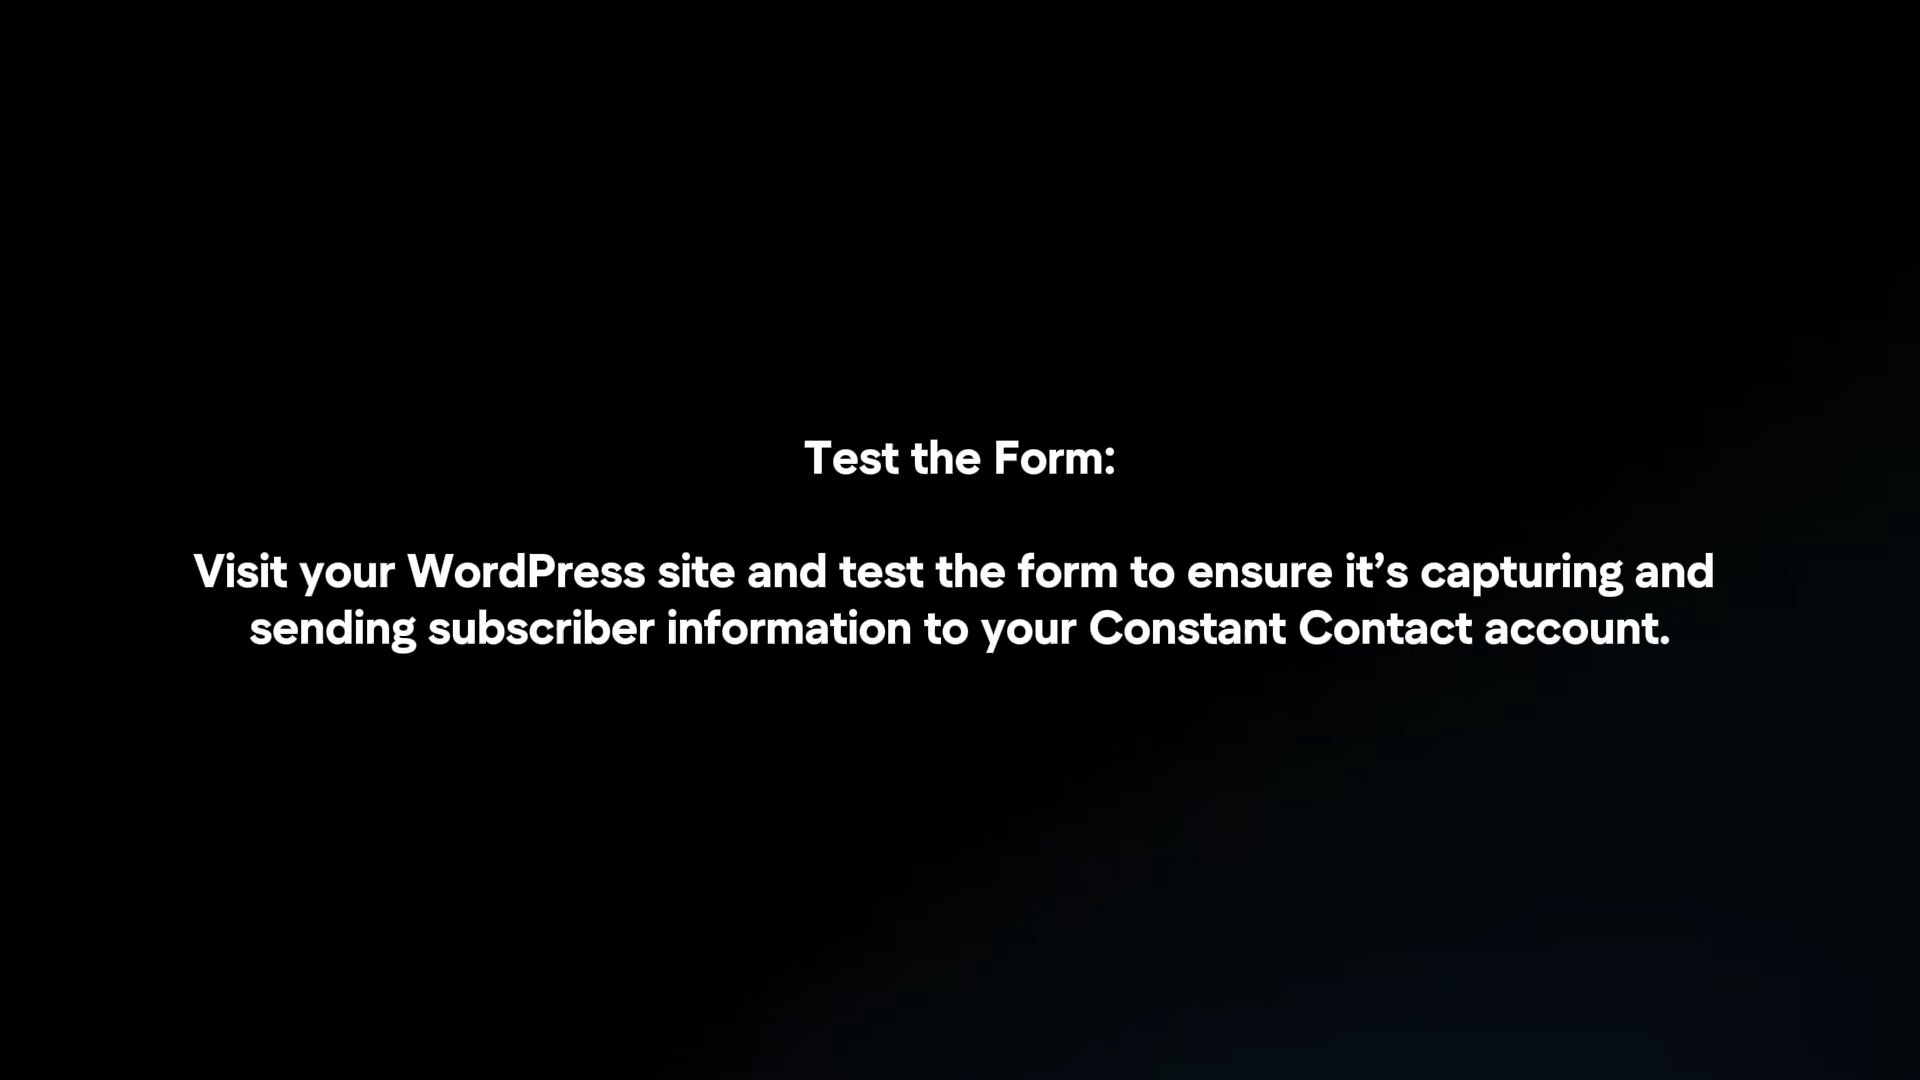 Test the Form:
Visit your WordPress site and test the form to ensure it’s capturing and
sending subscriber information to your Constant Contact account.